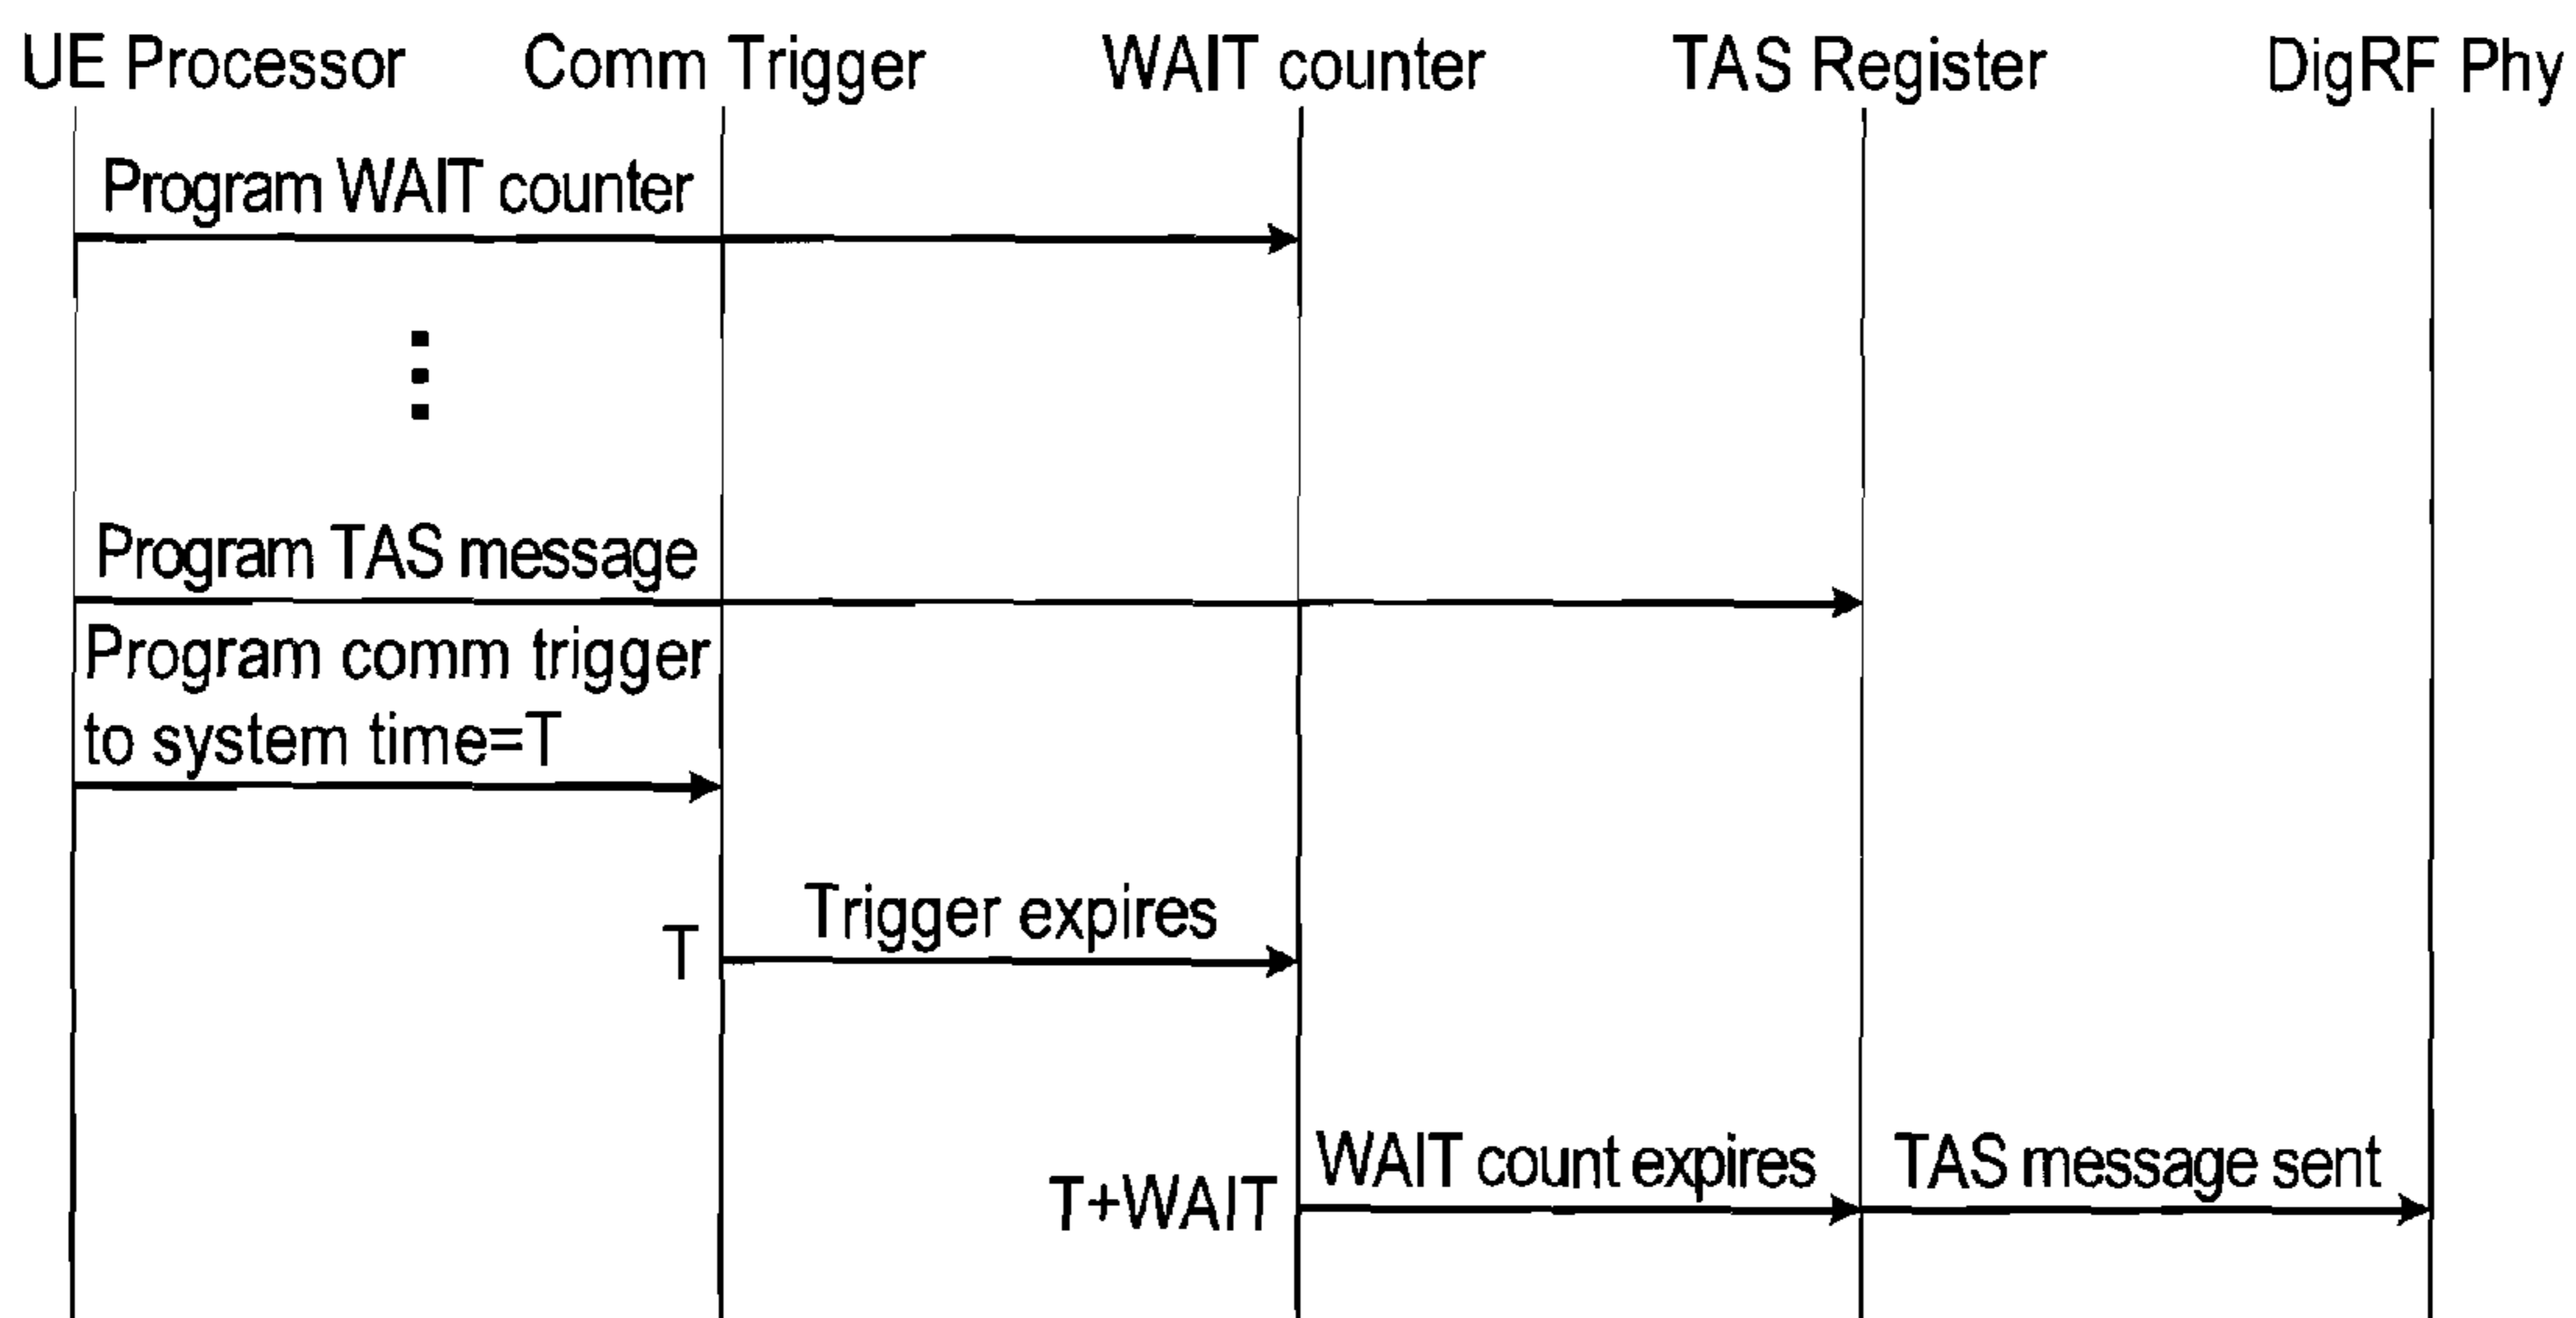 UE Processor
Comm Trigger
WAIT counter
TAS Register
DigRF Phy
Program WAIT counter
Program TAS message
Program comm trigger
to system time=T
T
Trigger expires
T+WAIT
WAIT count expires
TAS message sent